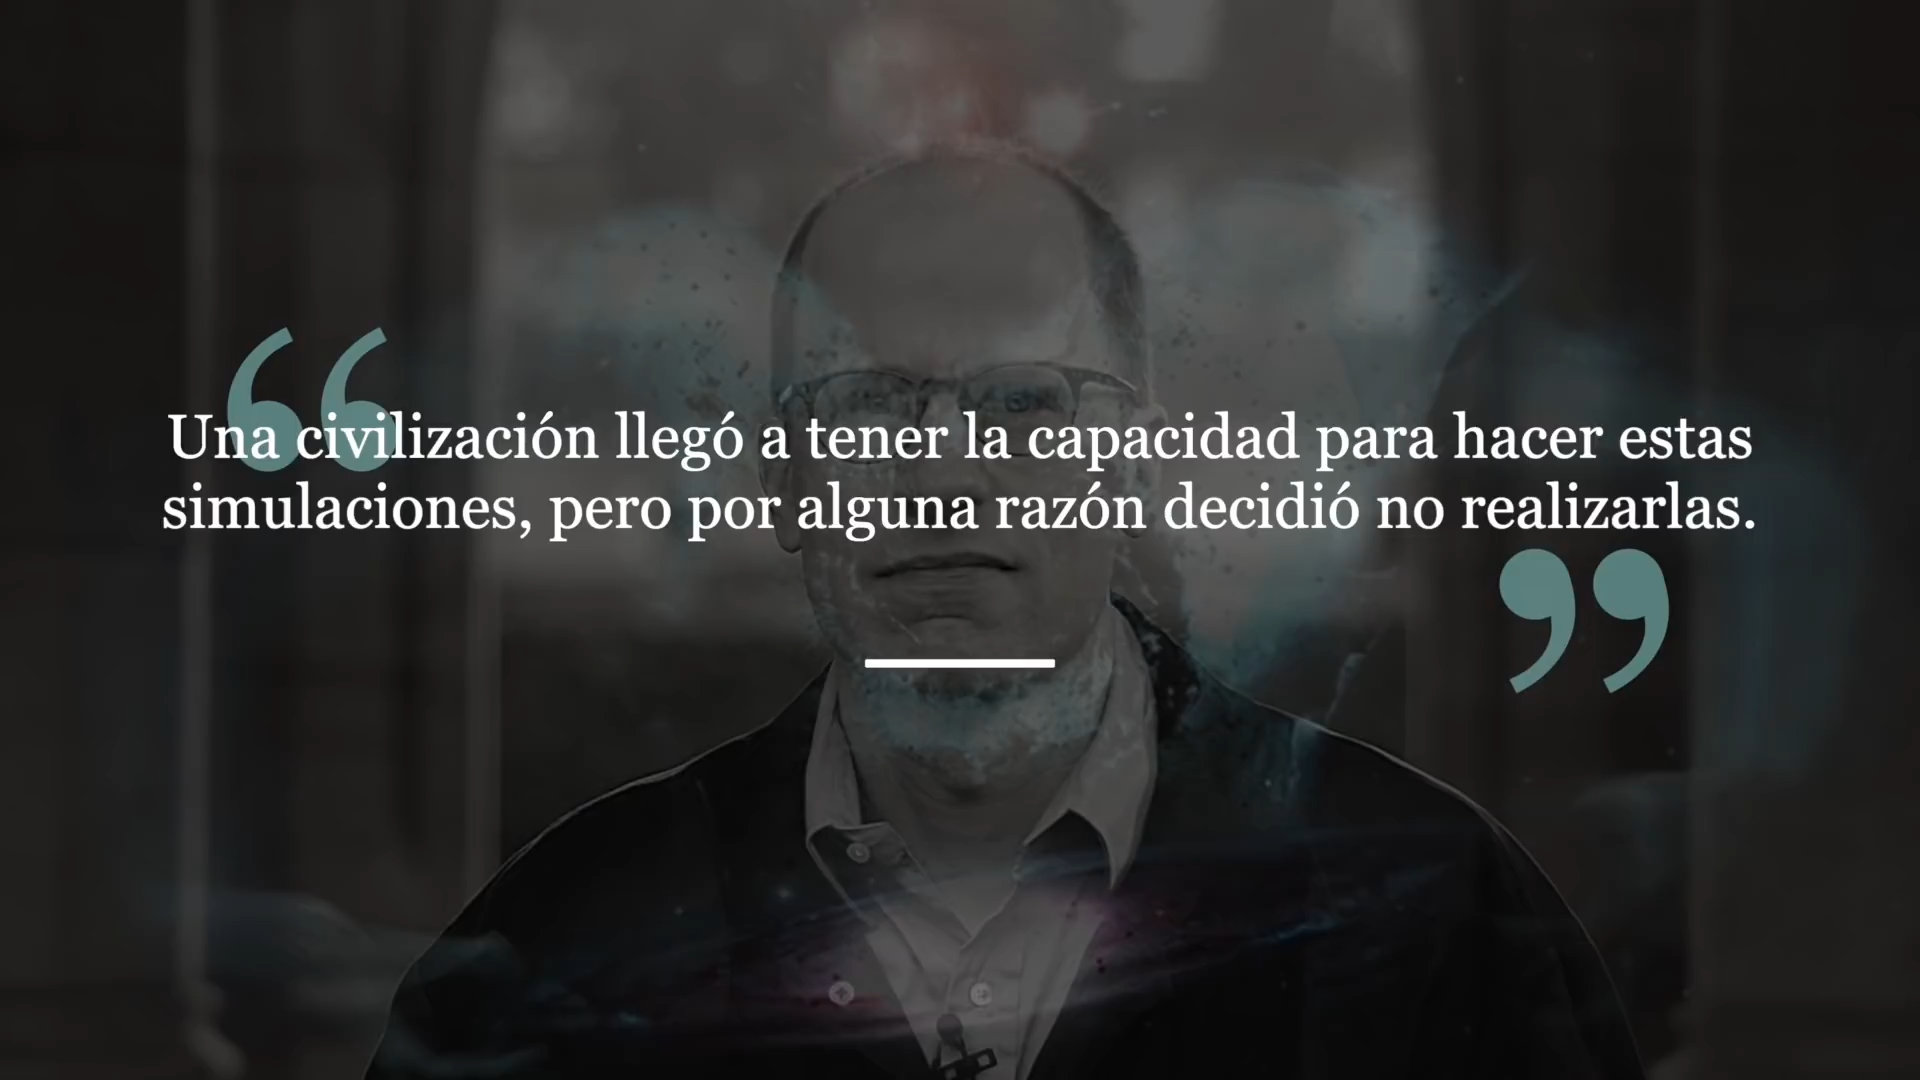 Una civilización llegó a tener la capacidad para hacer estas
simulaciones, pero por alguna razón decidió no realizarlas.